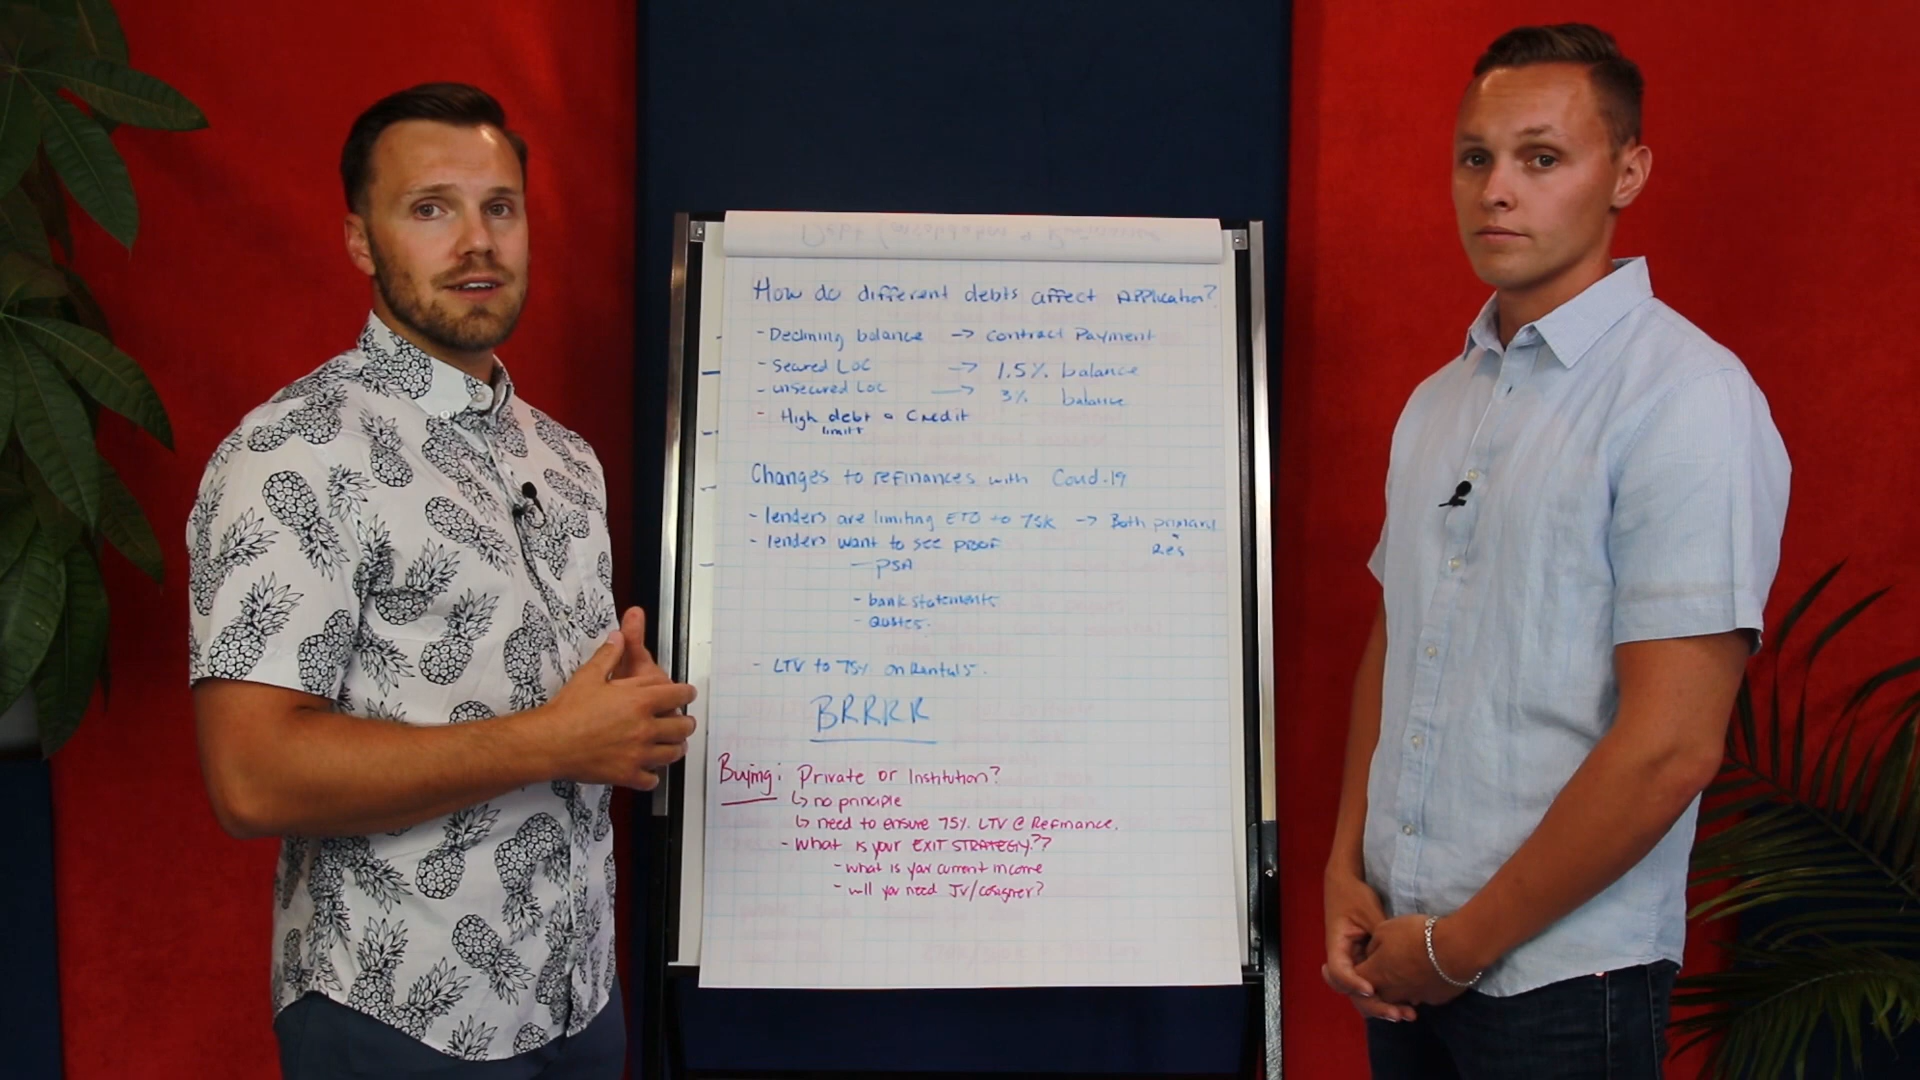 How do different debts affect Application?
- Declining balance -> contract Payment
- Secured LOC -> 1.5% balance
- unsecured LOC -> 3% balance
- High debt Credit
limit
Changes to refinances with Covid-19
- lenders are limiting ETO to 75K -> Both primary
Res
- lenders want to see proof
- PSA
- bank statements
- Quotes.
- LTV to 75% on Rentals.
BRRRR
Buying: Private or Institution?
↳ no principle
↳ need to ensure 75% LTV @ Refinance.
- What is your EXIT STRATEGY??
- what is your current income
- will you need JV/cosigner?